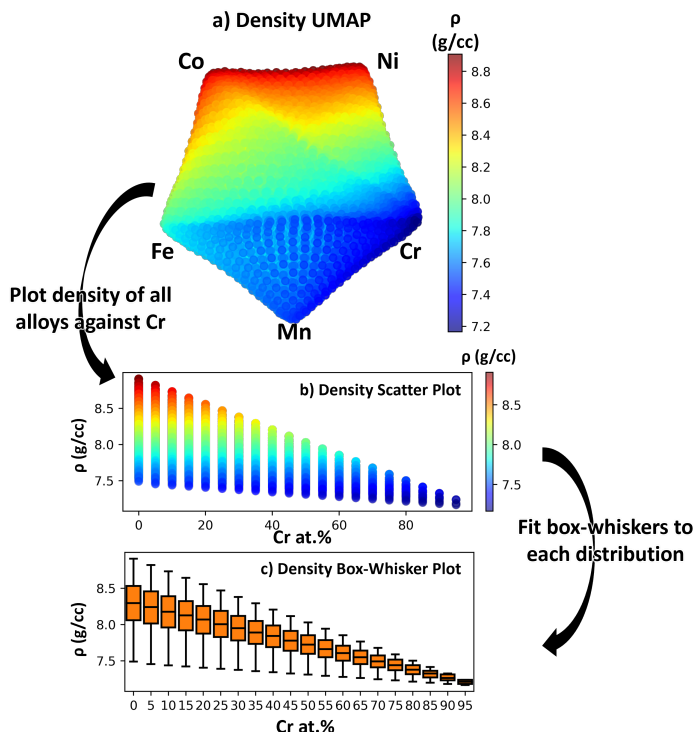 a) Density UMAP
ρ
(g/cc)
Co
Ni
Fe
Cr
Mn
8.8
8.6
8.4
8.2
8.0
7.8
7.6
7.4
7.2
Plot density of all
alloys against Cr
ρ (g/cc)
b) Density Scatter Plot
ρ (g/cc)
8.5
8.0
7.5
0 20 40 60 80
Cr at.%
8.5
8.0
7.5
Fit box-whiskers to
each distribution
c) Density Box-Whisker Plot
ρ (g/cc)
8.5
8.0
7.5
0 5 10 15 20 25 30 35 40 45 50 55 60 65 70 75 80 85 90 95
Cr at.%